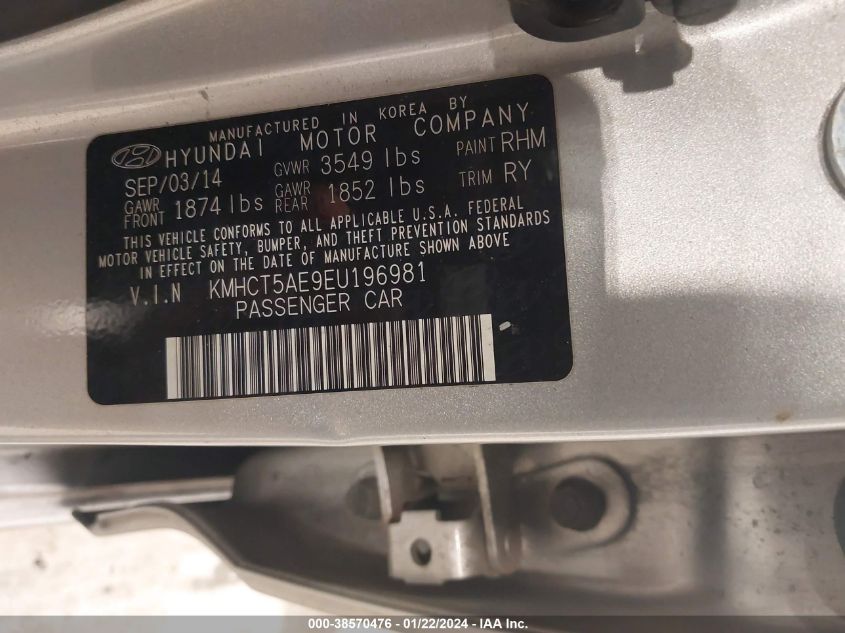 MANUFACTURED IN KOREA BY
HYUNDAI MOTOR COMPANY
SEP/03/14 GVWR 3549 lbs PAINT RHM
GAWR FRONT 1874 lbs GAWR REAR 1852 lbs TRIM RY
THIS VEHICLE CONFORMS TO ALL APPLICABLE U.S.A. FEDERAL
MOTOR VEHICLE SAFETY, BUMPER, AND THEFT PREVENTION STANDARDS
IN EFFECT ON THE DATE OF MANUFACTURE SHOWN ABOVE
V.I.N KMHCT5AE9EU196981
PASSENGER CAR
000-38570476 - 01/22/2024 - IAA Inc.